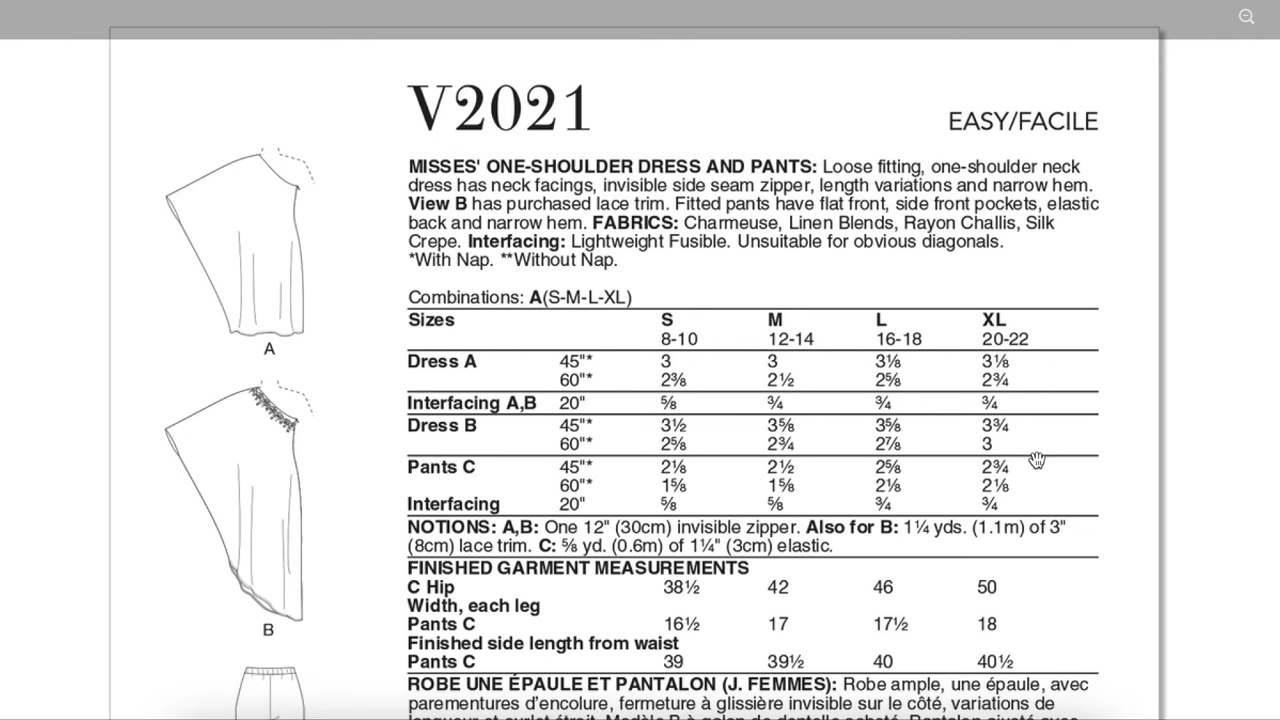 V2021
EASY/FACILE
MISSES' ONE-SHOULDER DRESS AND PANTS: Loose fitting, one-shoulder neck
dress has neck facings, invisible side seam zipper, length variations and narrow hem.
View B has purchased lace trim. Fitted pants have flat front, side front pockets, elastic
back and narrow hem. FABRICS: Charmeuse, Linen Blends, Rayon Challis, Silk
Crepe. Interfacing: Lightweight Fusible. Unsuitable for obvious diagonals.
*With Nap. **Without Nap.
Combinations: A(S-M-L-XL)
Sizes S M L XL
8-10 12-14 16-18 20-22
Dress A 45"* 3 3 3⅛ 3⅛
60"* 2⅜ 2½ 2⅝ 2¾
Interfacing A,B 20" ⅝ ¾ ¾ ¾
Dress B 45"* 3½ 3⅝ 3⅝ 3¾
60"* 2⅝ 2¾ 2⅞ 3
Pants C 45"* 2⅛ 2½ 2⅝ 2¾
60"* 1⅝ 1⅝ 2⅛ 2⅛
Interfacing 20" ⅝ ⅝ ¾ ¾
NOTIONS: A,B: One 12" (30cm) invisible zipper. Also for B: 1¼ yds. (1.1m) of 3"
(8cm) lace trim. C: ⅝ yd. (0.6m) of 1¼" (3cm) elastic.
FINISHED GARMENT MEASUREMENTS
C Hip 38½ 42 46 50
Width, each leg
Pants C 16½ 17 17½ 18
Finished side length from waist
Pants C 39 39½ 40 40½
ROBE UNE ÉPAULE ET PANTALON (J. FEMMES): Robe ample, une épaule, avec
parementures d'encolure, fermeture à glissière invisible sur le côté, variations de
A
B